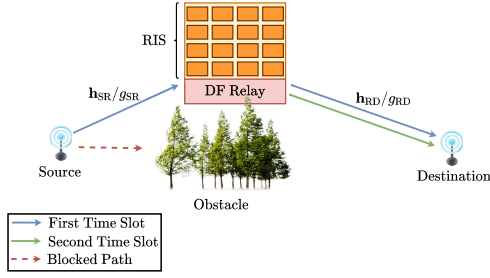 RIS
DF Relay
h_SR/g_SR
h_RD/g_RD
Source
Destination
Obstacle
First Time Slot
Second Time Slot
Blocked Path